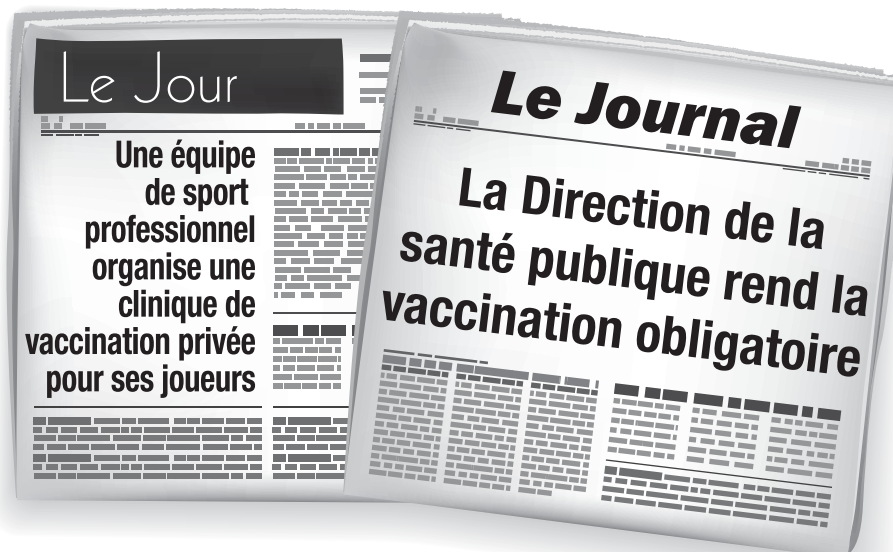 Le Jour
Une équipe
de sport
professionnel
organise une
clinique de
vaccination privée
pour ses joueurs
Le Journal
La Direction de la
santé publique rend la
vaccination obligatoire